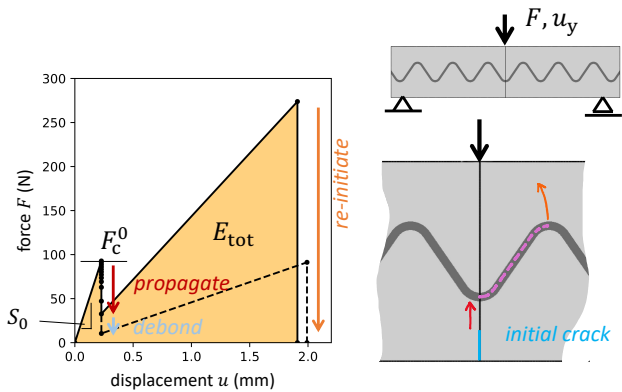 300
250
200
150
100
50
0
force F (N)
0.0
0.5
1.0
1.5
2.0
displacement u (mm)
F_c^0
S_0
E_tot
propagate
debond
re-initiate
F, u_y
initial crack